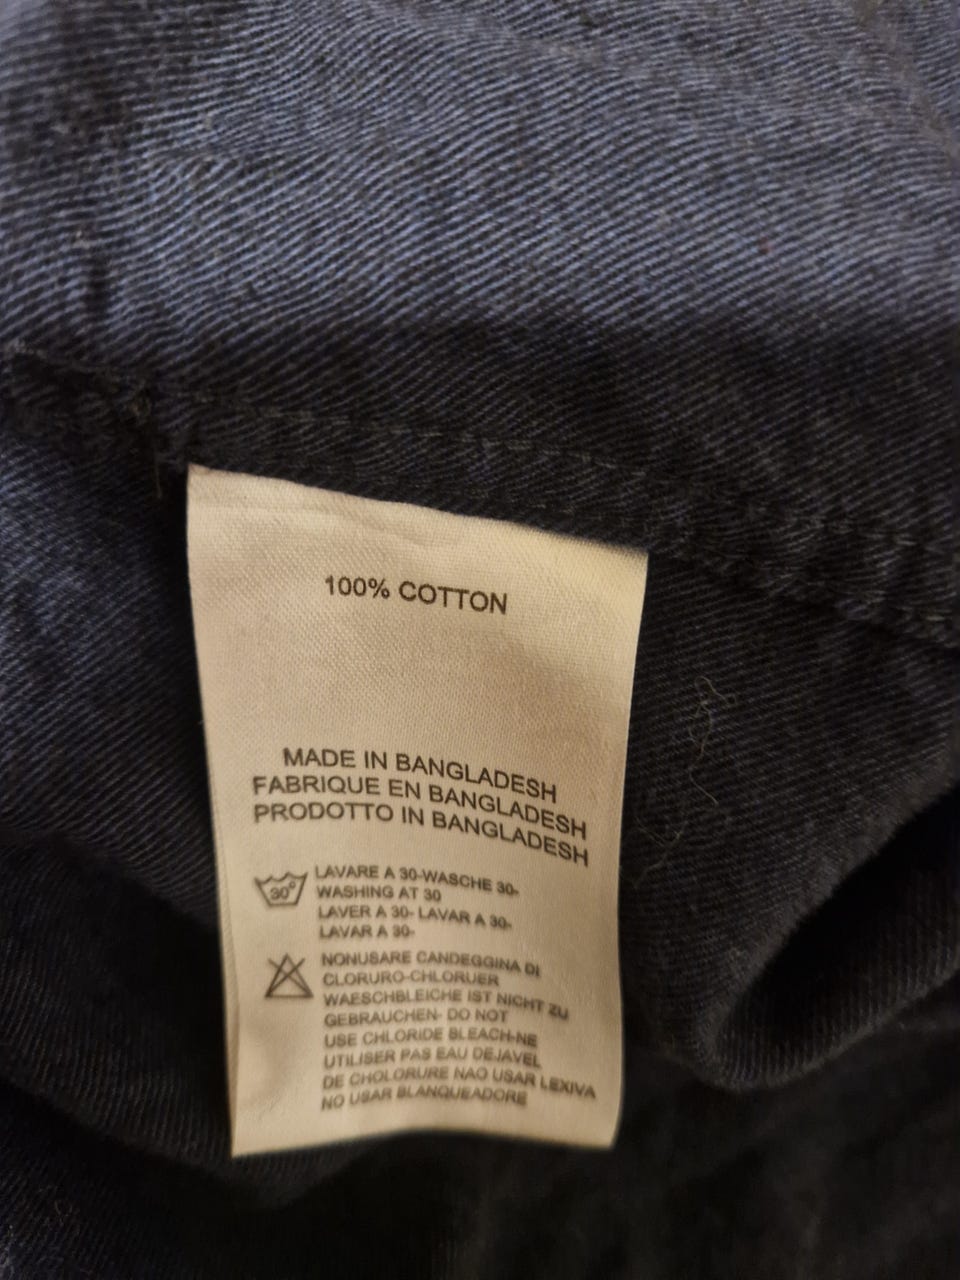 100% COTTON
MADE IN BANGLADESH
FABRIQUE EN BANGLADESH
PRODOTTO IN BANGLADESH
30°
LAVARE A 30-WASCHE 30-
WASHING AT 30
LAVER A 30- LAVAR A 30-
LAVAR A 30-
NONUSARE CANDEGGINA DI
CLORURO-CHLORUER
WAESCHBLEICHE IST NICHT ZU
GEBRAUCHEN- DO NOT
USE CHLORIDE BLEACH-NE
UTILISER PAS EAU DEJAVEL
DE CHOLORURE NAO USAR LEXIVA
NO USAR BLANQUEADORE